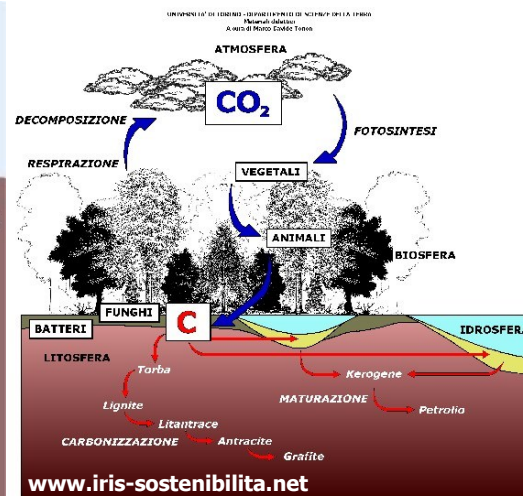 UNIVERSITA' DI TORINO - DIPARTIMENTO DI SCIENZE DELLA TERRA
Materiali didattici
A cura di Marco Davide Tonon
ATMOSFERA
CO2
DECOMPOSIZIONE
FOTOSINTESI
RESPIRAZIONE
VEGETALI
ANIMALI
BIOSFERA
FUNGHI
C
BATTERI
IDROSFERA
LITOSFERA
Torba
Kerogene
MATURAZIONE
Lignite
Petrolio
Litantrace
CARBONIZZAZIONE
Antracite
Grafite
www.iris-sostenibilita.net